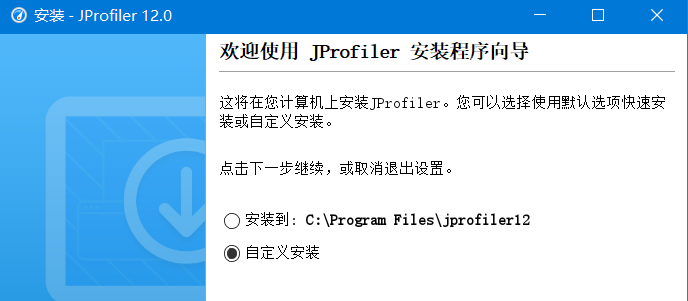 安装 - JProfiler 12.0
欢迎使用 JProfiler 安装程序向导
这将在您计算机上安装JProfiler。您可以选择使用默认选项快速安
装或自定义安装。
点击下一步继续，或取消退出设置。
安装到: C:\Program Files\jprofiler12
自定义安装